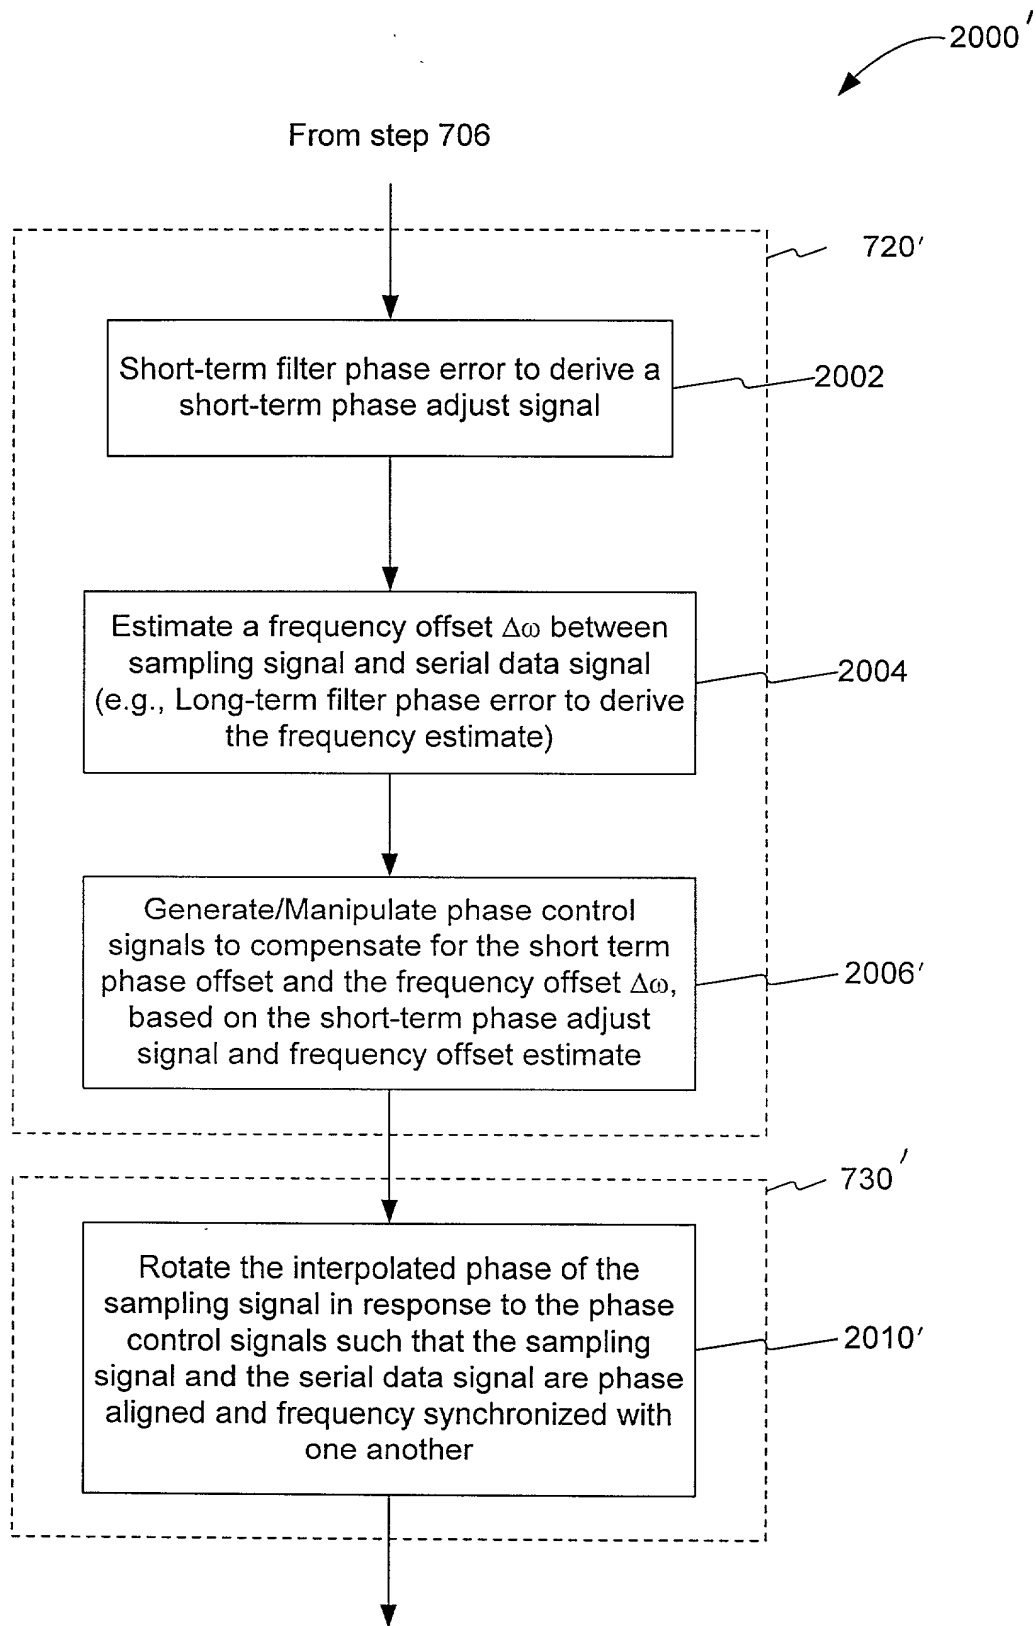 2000'
From step 706
720'
Short-term filter phase error to derive a
short-term phase adjust signal
2002
Estimate a frequency offset Δω between
sampling signal and serial data signal
(e.g., Long-term filter phase error to derive
the frequency estimate)
2004
Generate/Manipulate phase control
signals to compensate for the short term
phase offset and the frequency offset Δω,
based on the short-term phase adjust
signal and frequency offset estimate
2006'
730'
Rotate the interpolated phase of the
sampling signal in response to the phase
control signals such that the sampling
signal and the serial data signal are phase
aligned and frequency synchronized with
one another
2010'